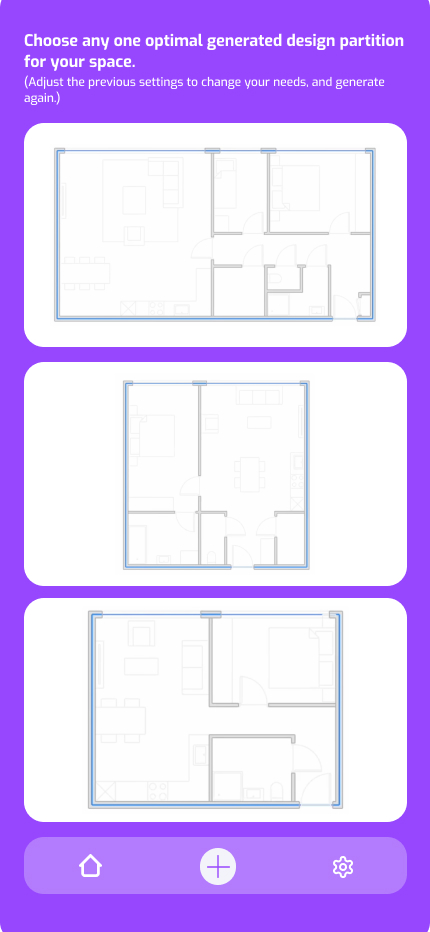 Choose any one optimal generated design partition
for your space.
(Adjust the previous settings to change your needs, and generate
again.)